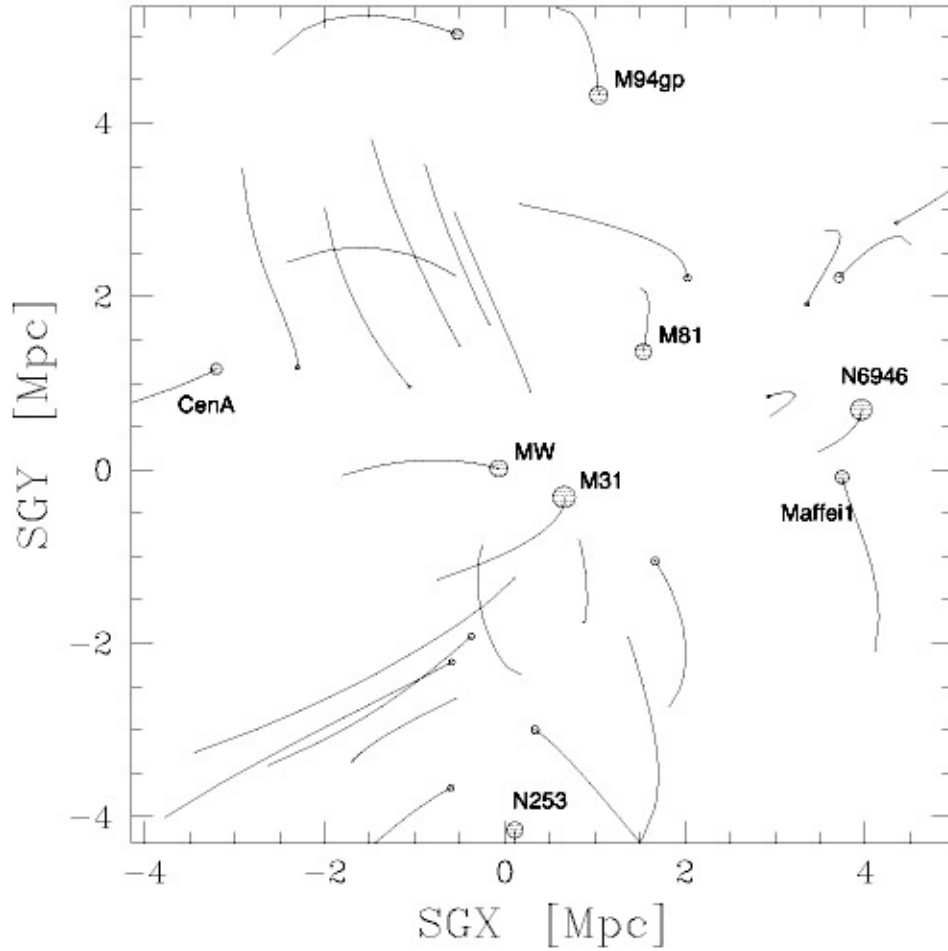 M94gp
4
2
M81
N6946
CenA
SGY [Mpc]
0
MW
M31
Maffei1
−2
N253
−4
−4 −2 0 2 4
SGX [Mpc]